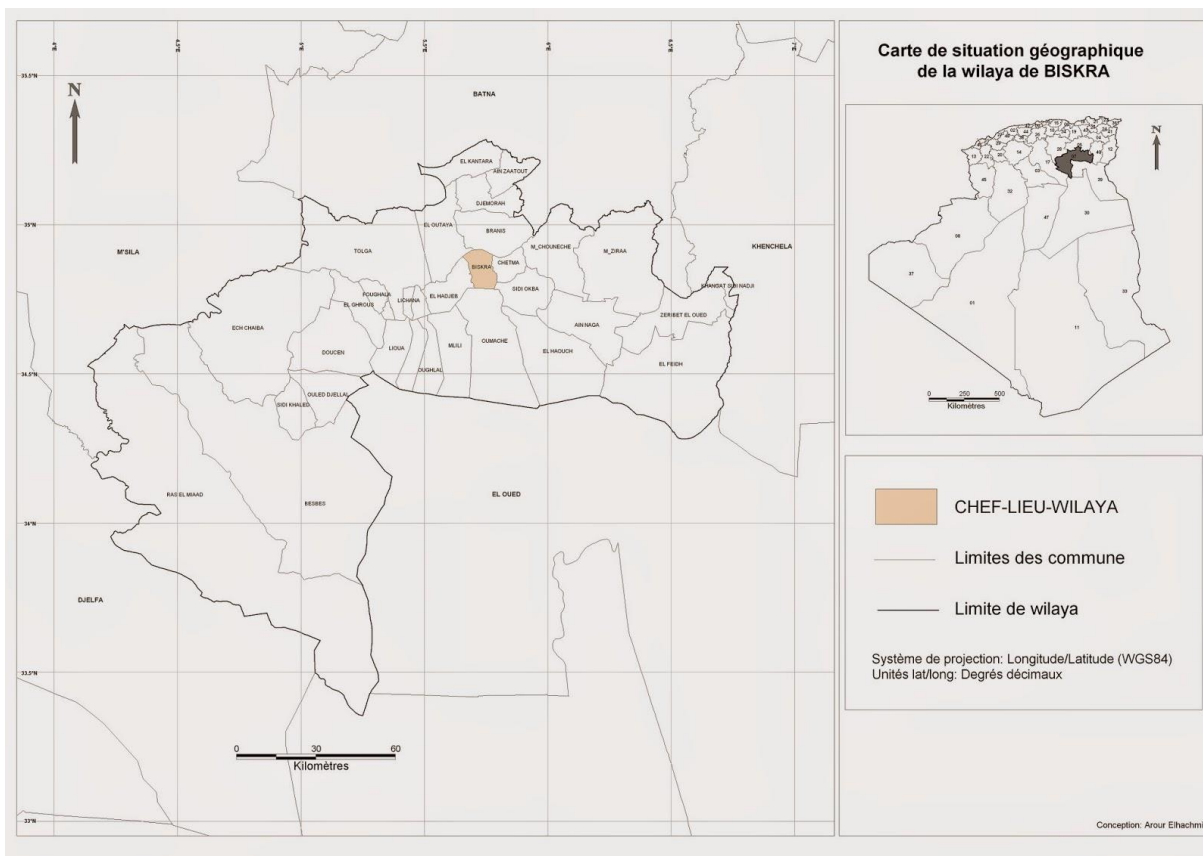 Carte de situation géographique
de la wilaya de BISKRA
N
BATNA
EL KANTARA
AIN ZAATOUT
DJEMORAH
35°N
EL OUTAYA
BRANIS
M'SILA
TOLGA
M_CHOUNECHE
M_ZIRAA
KHENCHELA
BISKRA
CHETMA
KHANGAT SIDI NADJI
SIDI OKBA
FOUGHALA
EL HADJEB
LICHANA
EL GHROUS
ZERIBET EL OUED
ECH CHAIBA
AIN NAGA
OUMACHE
MLILI
LIOUA
DOUCEN
EL HAOUCH
EL FEIDH
OUGHLAL
OULED DJELLAL
SIDI KHALED
RAS EL MIAAD
EL OUED
BESBES
DJELFA
33.5°N
33°N
0 30 60
Kilomètres
N
0 250 500
Kilomètres
CHEF-LIEU-WILAYA
Limites des commune
Limite de wilaya
Système de projection: Longitude/Latitude (WGS84)
Unités lat/long: Degrés décimaux
Conception: Arour Elhachmi